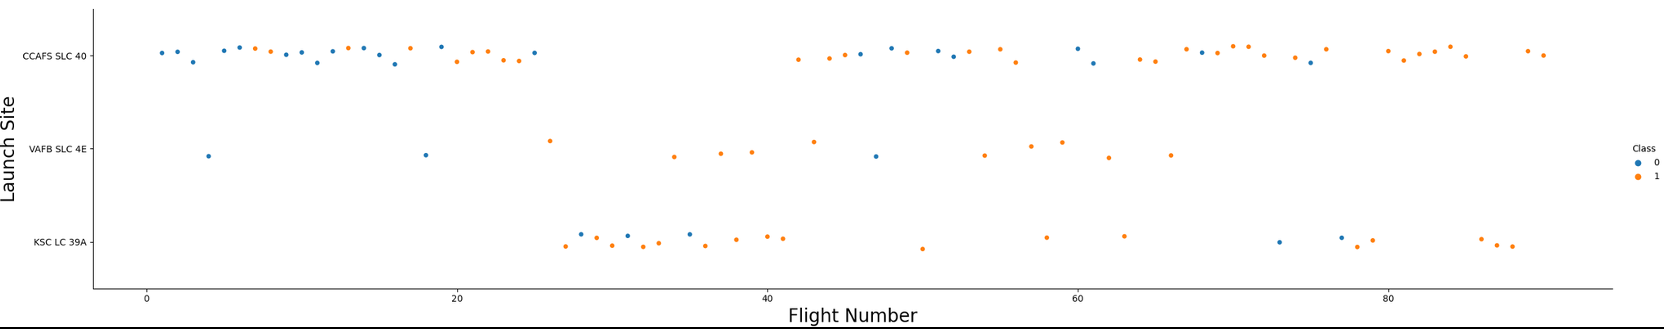 CCAFS SLC 40
VAFB SLC 4E
KSC LC 39A
Launch Site
0 20 40 60 80
Flight Number
Class
0
1